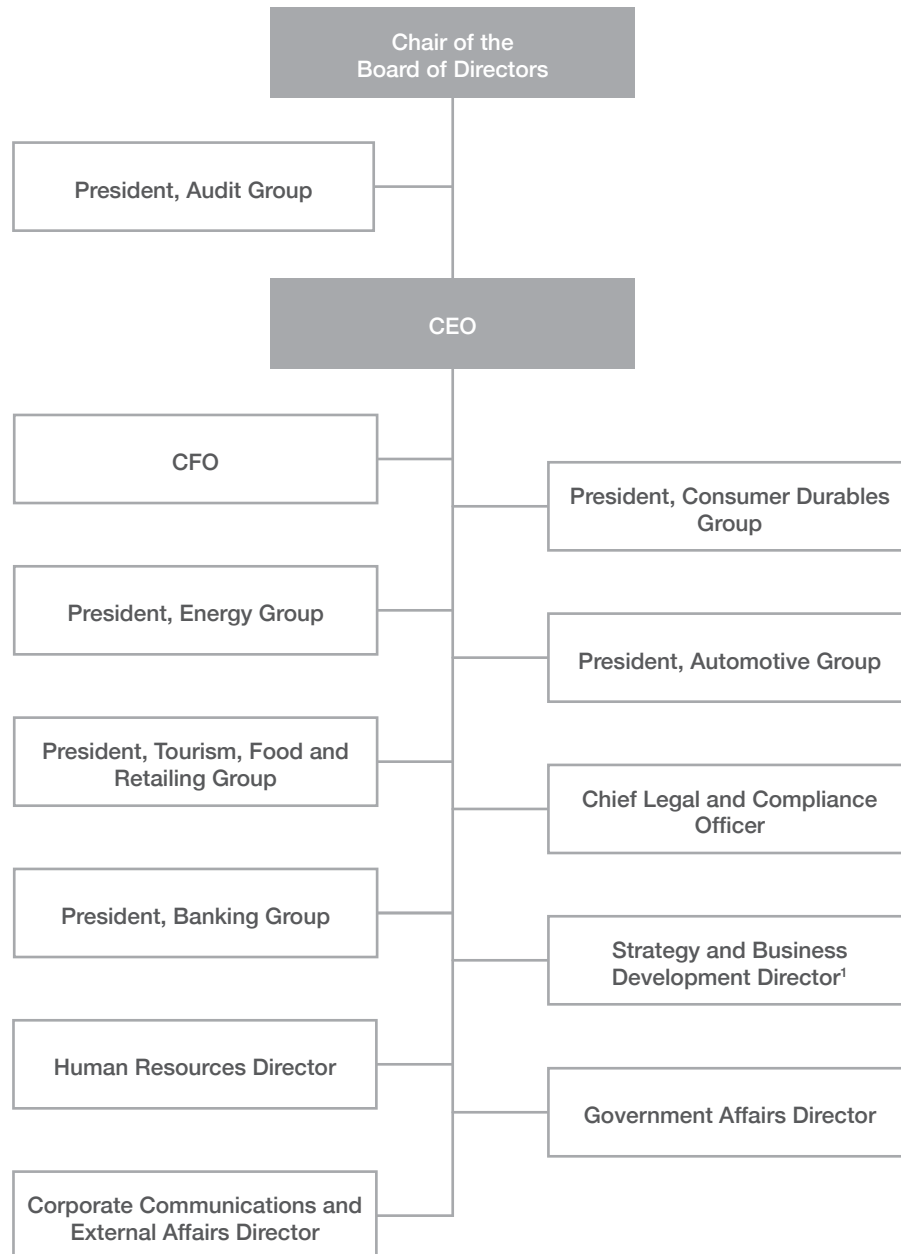 Chair of the
Board of Directors
President, Audit Group
CEO
CFO
President, Consumer Durables
Group
President, Energy Group
President, Automotive Group
President, Tourism, Food and
Retailing Group
Chief Legal and Compliance
Officer
President, Banking Group
Strategy and Business
Development Director¹
Human Resources Director
Government Affairs Director
Corporate Communications and
External Affairs Director